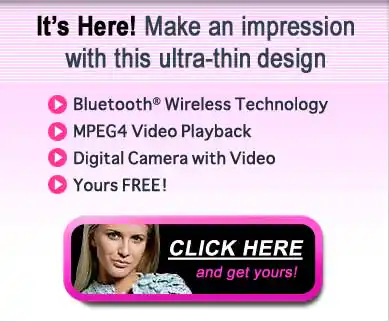 It's Here! Make an impression
with this ultra-thin design
Bluetooth® Wireless Technology
MPEG4 Video Playback
Digital Camera with Video
Yours FREE!
CLICK HERE
and get yours!